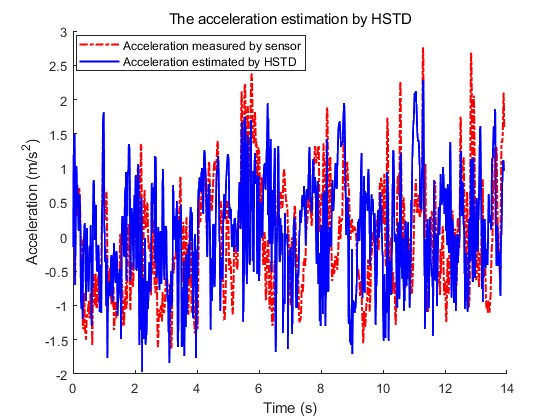 The acceleration estimation by HSTD
Acceleration measured by sensor
Acceleration estimated by HSTD
Acceleration (m/s²)
3
2.5
2
1.5
1
0.5
0
-0.5
-1
-1.5
-2
0 2 4 6 8 10 12 14
Time (s)